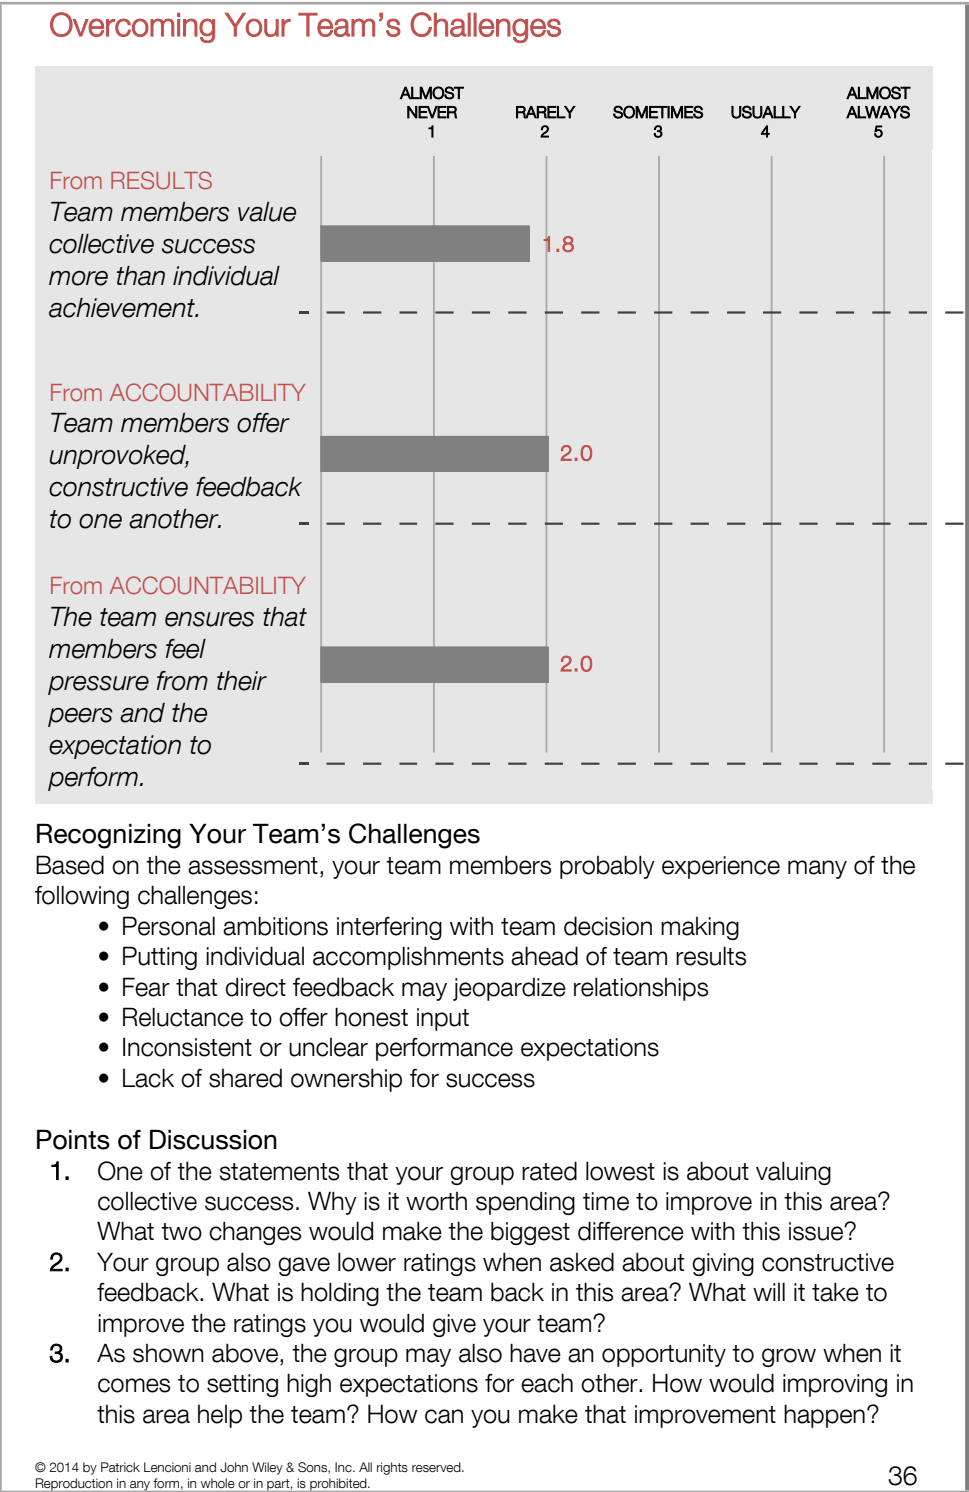 Overcoming Your Team's Challenges
ALMOST
NEVER
1
RARELY
2
SOMETIMES
3
USUALLY
4
ALMOST
ALWAYS
5
From RESULTS
Team members value
collective success
more than individual
achievement.
1.8
From ACCOUNTABILITY
Team members offer
unprovoked,
constructive feedback
to one another.
2.0
From ACCOUNTABILITY
The team ensures that
members feel
pressure from their
peers and the
expectation to
perform.
2.0
Recognizing Your Team's Challenges
Based on the assessment, your team members probably experience many of the
following challenges:
• Personal ambitions interfering with team decision making
• Putting individual accomplishments ahead of team results
• Fear that direct feedback may jeopardize relationships
• Reluctance to offer honest input
• Inconsistent or unclear performance expectations
• Lack of shared ownership for success
Points of Discussion
1. One of the statements that your group rated lowest is about valuing
collective success. Why is it worth spending time to improve in this area?
What two changes would make the biggest difference with this issue?
2. Your group also gave lower ratings when asked about giving constructive
feedback. What is holding the team back in this area? What will it take to
improve the ratings you would give your team?
3. As shown above, the group may also have an opportunity to grow when it
comes to setting high expectations for each other. How would improving in
this area help the team? How can you make that improvement happen?
© 2014 by Patrick Lencioni and John Wiley & Sons, Inc. All rights reserved.
Reproduction in any form, in whole or in part, is prohibited.
36